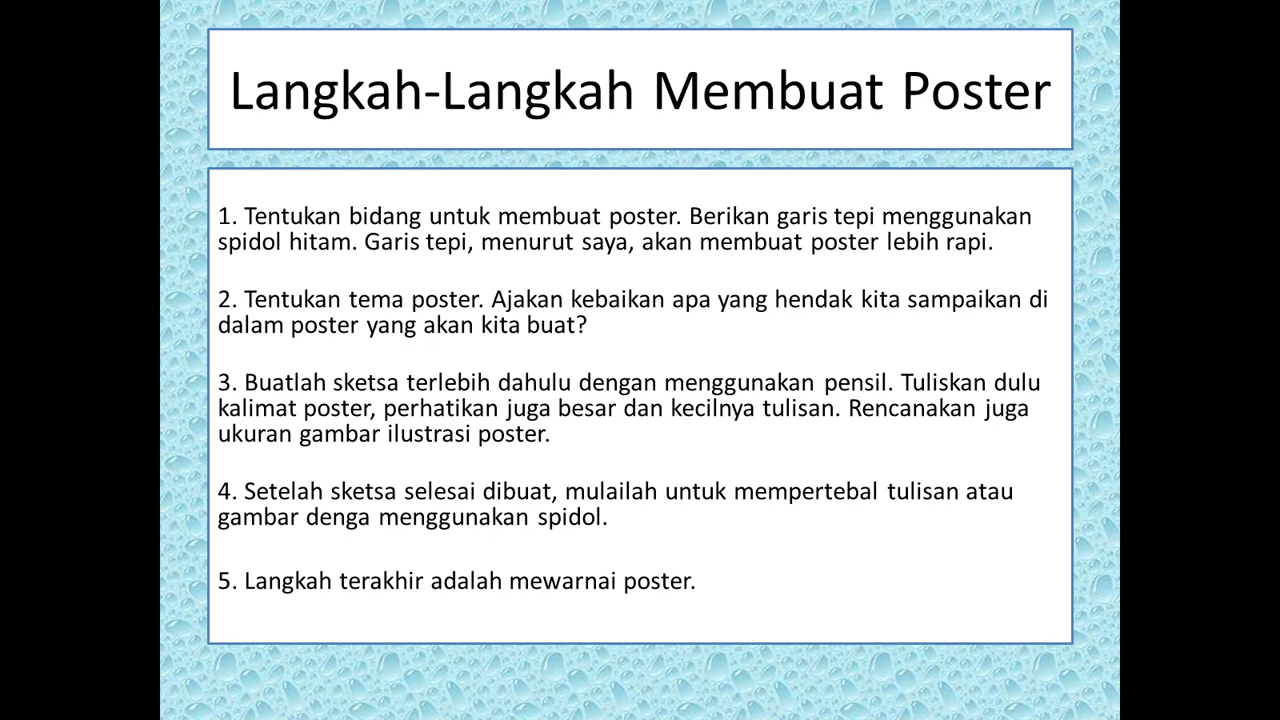 Langkah-Langkah Membuat Poster
1. Tentukan bidang untuk membuat poster. Berikan garis tepi menggunakan
spidol hitam. Garis tepi, menurut saya, akan membuat poster lebih rapi.
2. Tentukan tema poster. Ajakan kebaikan apa yang hendak kita sampaikan di
dalam poster yang akan kita buat?
3. Buatlah sketsa terlebih dahulu dengan menggunakan pensil. Tuliskan dulu
kalimat poster, perhatikan juga besar dan kecilnya tulisan. Rencanakan juga
ukuran gambar ilustrasi poster.
4. Setelah sketsa selesai dibuat, mulailah untuk mempertebal tulisan atau
gambar denga menggunakan spidol.
5. Langkah terakhir adalah mewarnai poster.